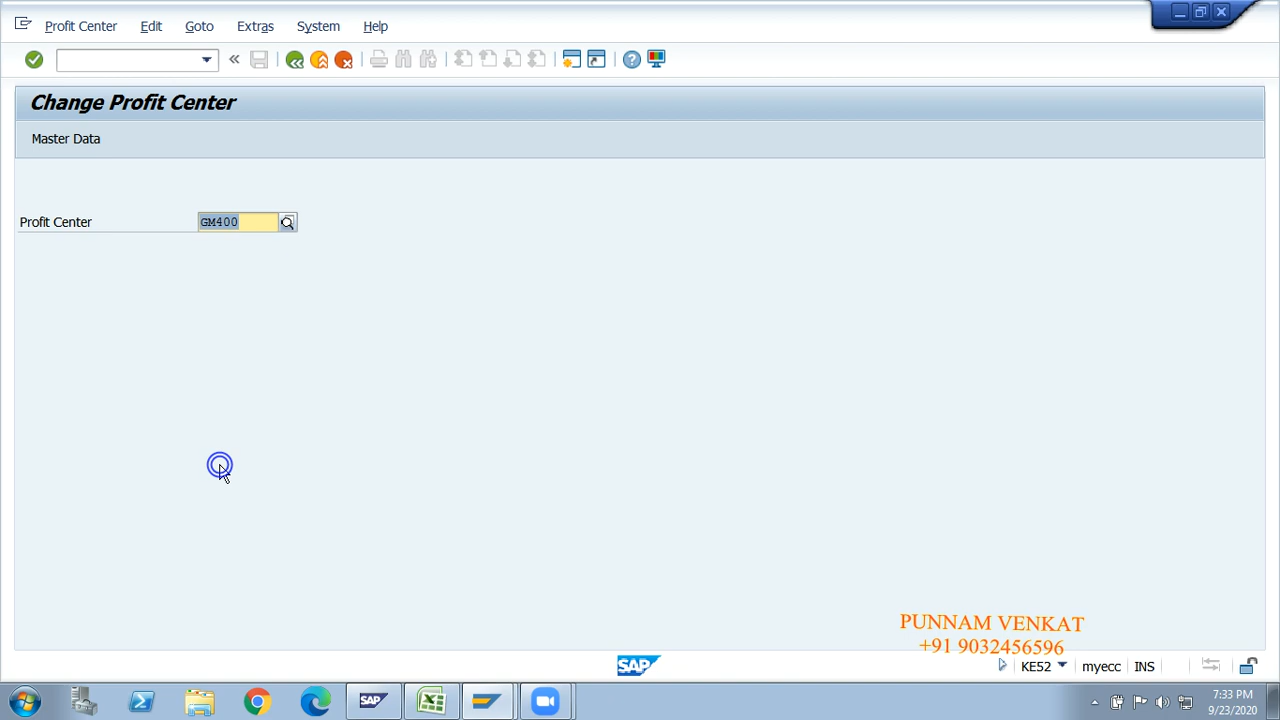 Profit Center Edit Goto Extras System Help
Change Profit Center
Master Data
Profit Center GM400
PUNNAM VENKAT
+91 9032456596
SAP KE52 myecc INS
SAP 7:33 PM
9/23/2020